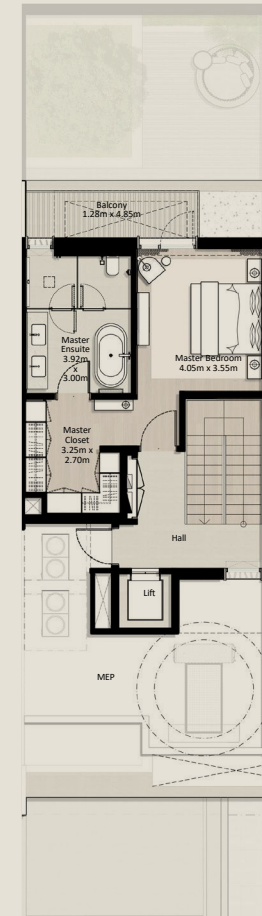 Balcony
1.28m x 4.85m
Master
Ensuite
3.92m
x
3.00m
Master Bedroom
4.05m x 3.55m
Master
Closet
3.25m x
2.70m
Hall
Lift
MEP